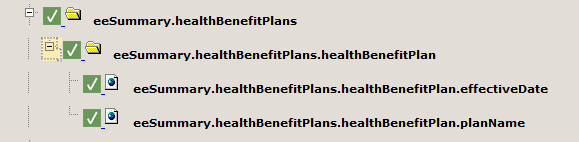 eeSummary.healthBenefitPlans
eeSummary.healthBenefitPlans.healthBenefitPlan
eeSummary.healthBenefitPlans.healthBenefitPlan.effectiveDate
eeSummary.healthBenefitPlans.healthBenefitPlan.planName